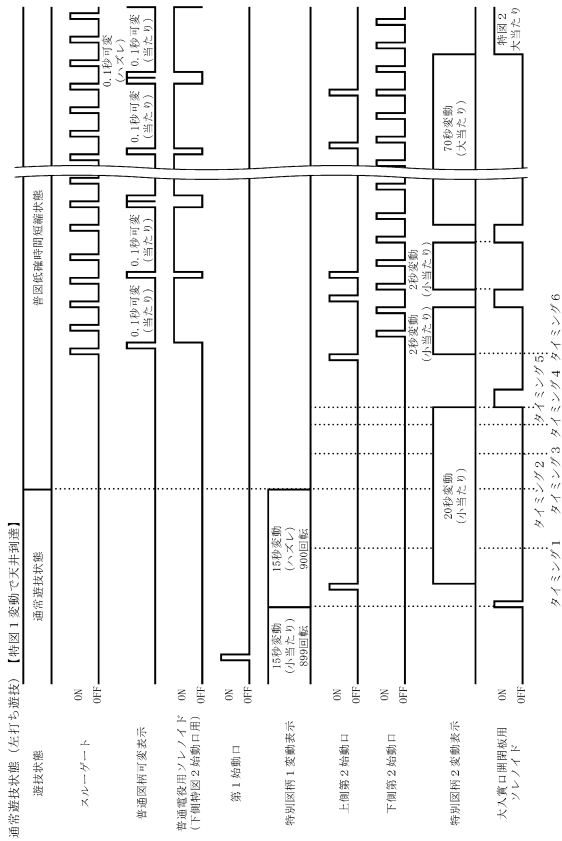 通常遊技状態（左打ち遊技）【特図1変動で天井到達】
遊技状態
通常遊技状態
普図低確時間短縮状態
スルーゲート
ON
OFF
普通図柄可変表示
0.1秒可変
(当たり)
0.1秒可変
(当たり)
0.1秒可変
(当たり)
0.1秒可変
(ハズレ)
0.1秒可変
(当たり)
普通電役用ソレノイド
(下側特図2始動口用)
ON
OFF
第1始動口
ON
OFF
特別図柄1変動表示
15秒変動
(小当たり)
899回転
15秒変動
(ハズレ)
900回転
上側第2始動口
ON
OFF
下側第2始動口
ON
OFF
特別図柄2変動表示
20秒変動
(小当たり)
2秒変動
(小当たり)
2秒変動
(小当たり)
70秒変動
(大当たり)
大入賞口開閉板用
ソレノイド
ON
OFF
特図2
大当たり
タイミング1
タイミング2
タイミング3
タイミング4
タイミング5
タイミング6